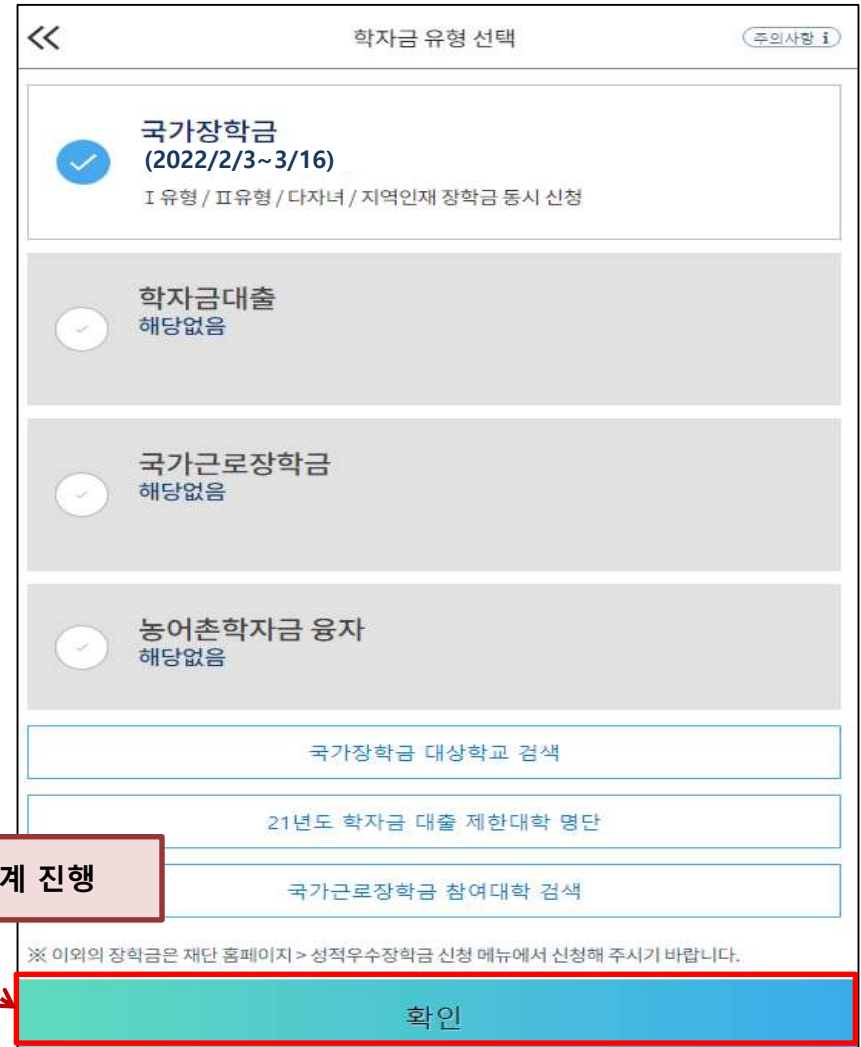 학자금 유형 선택
주의사항 i
국가장학금
(2022/2/3~3/16)
I 유형 / II유형 / 다자녀 / 지역인재 장학금 동시 신청
학자금대출
해당없음
국가근로장학금
해당없음
농어촌학자금 융자
해당없음
국가장학금 대상학교 검색
21년도 학자금 대출 제한대학 명단
계 진행
국가근로장학금 참여대학 검색
※ 이외의 장학금은 재단 홈페이지 > 성적우수장학금 신청 메뉴에서 신청해 주시기 바랍니다.
확인